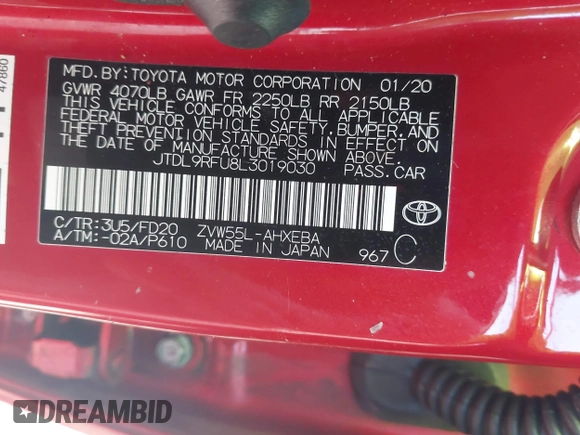 47860
MFD.BY:TOYOTA MOTOR CORPORATION 01/20
GVWR 4070LB GAWR FR 2250LB RR 2150LB
THIS VEHICLE CONFORMS TO ALL APPLICABLE
FEDERAL MOTOR VEHICLE SAFETY,BUMPER,AND
THEFT PREVENTION STANDARDS IN EFFECT ON
THE DATE OF MANUFACTURE SHOWN ABOVE.
JTDL9RFU8L3019030 PASS.CAR
C/TR:3U5/FD20 ZVW55L-AHXEBA
A/TM:-02A/P610 MADE IN JAPAN 967 C
$DREAMBID